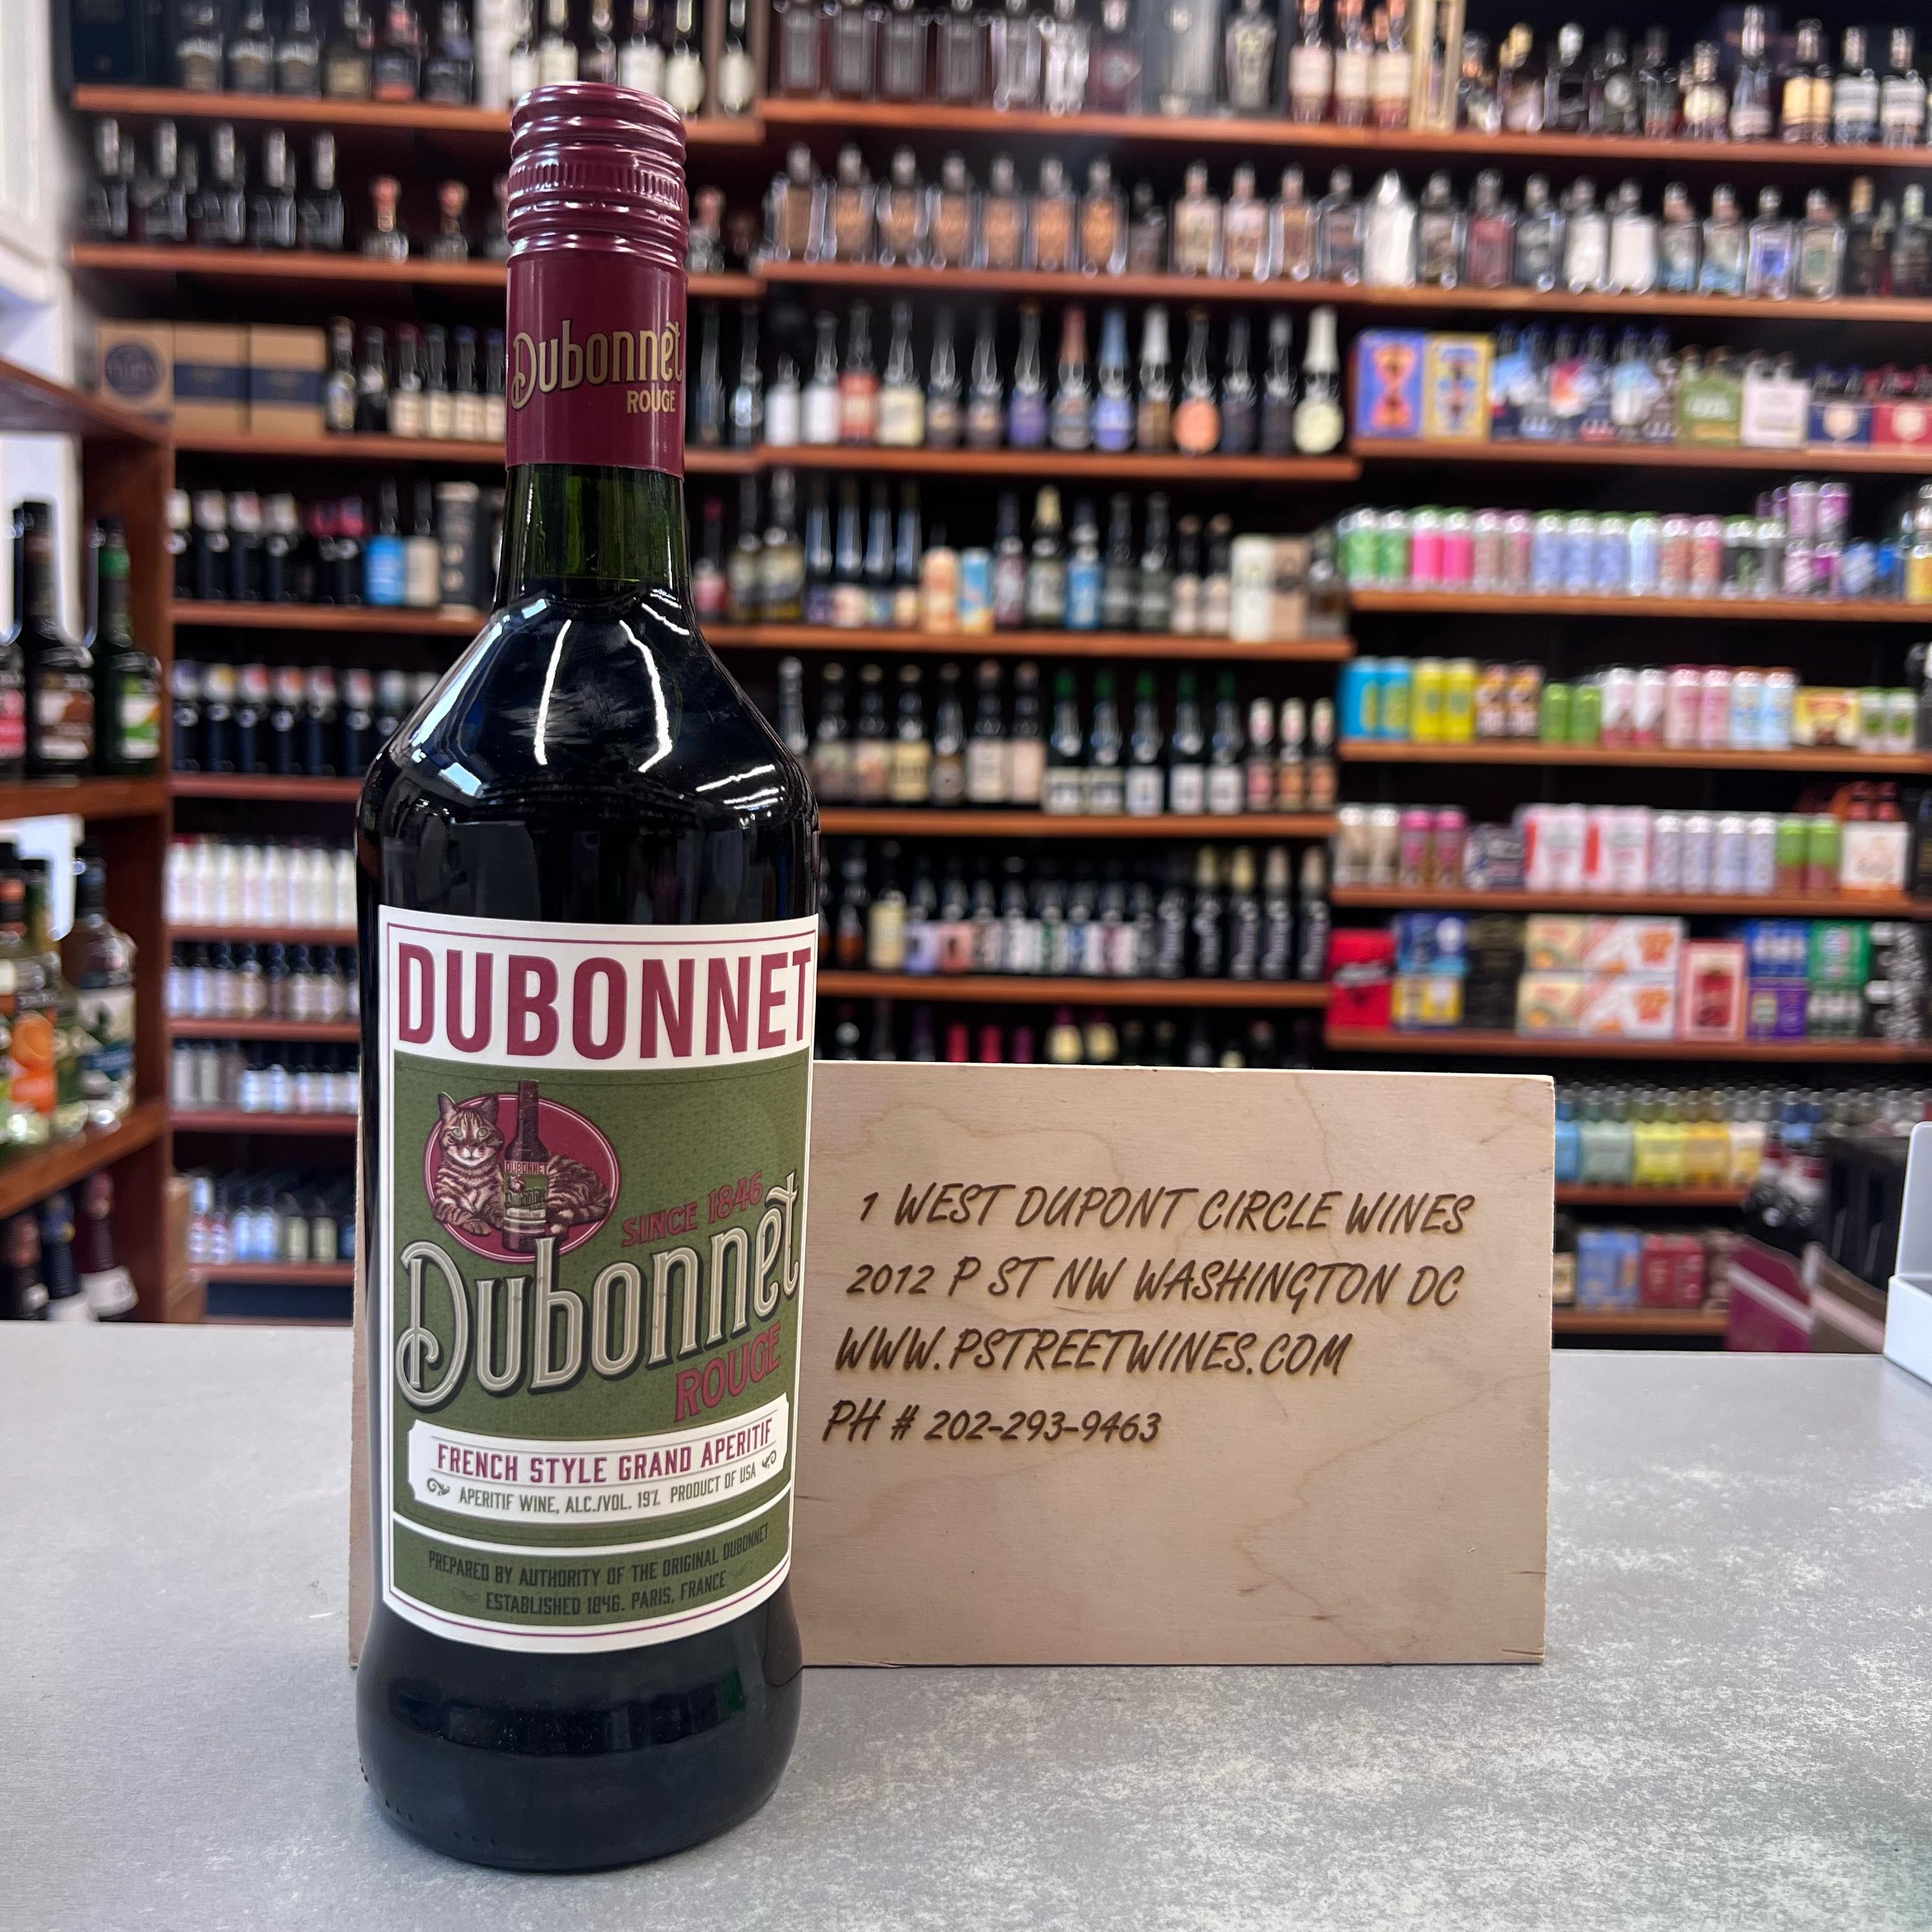 Dubonnet
ROUGE
DUBONNET
DUBONNET
SINCE 1846
Dubonnet
ROUGE
FRENCH STYLE GRAND APERITIF
APERITIF WINE, ALC./VOL. 19% PRODUCT OF USA
PREPARED BY AUTHORITY OF THE ORIGINAL DUBONNET
ESTABLISHED 1846. PARIS, FRANCE
1 WEST DUPONT CIRCLE WINES
2012 P ST NW WASHINGTON DC
WWW.PSTREETWINES.COM
PH # 202-293-9463